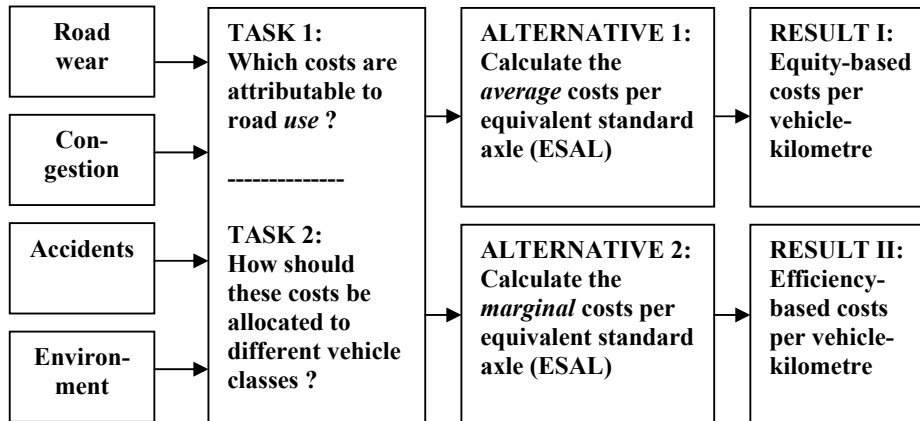 Road
wear
Con-
gestion
Accidents
Environ-
ment
TASK 1:
Which costs are
attributable to
road use ?
--------------
TASK 2:
How should
these costs be
allocated to
different vehicle
classes ?
ALTERNATIVE 1:
Calculate the
average costs per
equivalent standard
axle (ESAL)
ALTERNATIVE 2:
Calculate the
marginal costs per
equivalent standard
axle (ESAL)
RESULT I:
Equity-based
costs per
vehicle-
kilometre
RESULT II:
Efficiency-
based costs
per vehicle-
kilometre